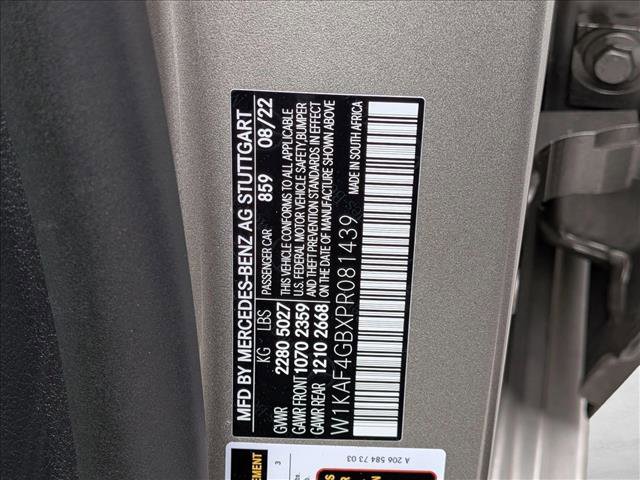 MFD BY MERCEDES-BENZ AG STUTTGART
PASSENGER CAR 859 08/22
KG LBS
GVWR 2280 5027
GAWR FRONT 1070 2359
GAWR REAR 1210 2668
THIS VEHICLE CONFORMS TO ALL APPLICABLE
U.S. FEDERAL MOTOR VEHICLE SAFETY,BUMPER
AND THEFT PREVENTION STANDARDS IN EFFECT
ON THE DATE OF MANUFACTURE SHOWN ABOVE
W1KAF4GBXPR081439
MADE IN SOUTH AFRICA
A 206 584 73 03
3